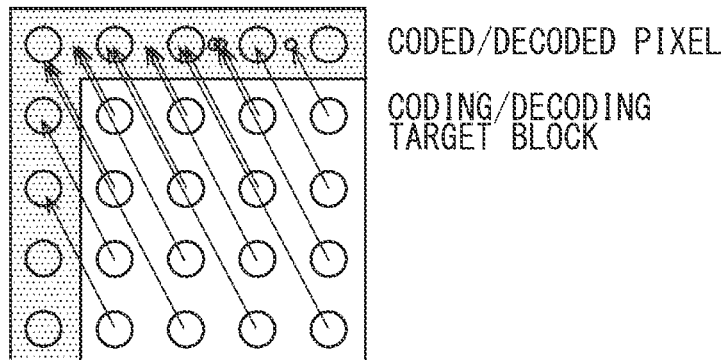 CODED/DECODED PIXEL
CODING/DECODING
TARGET BLOCK